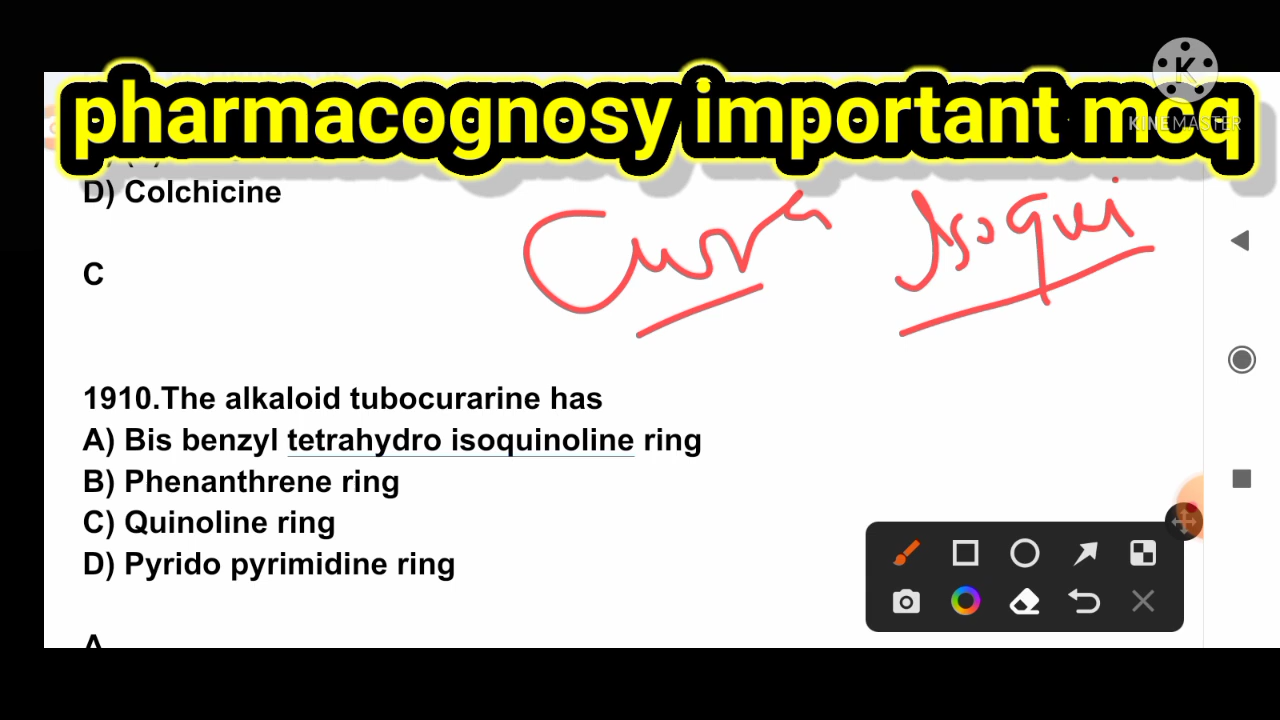 pharmacognosy important mcq
KINEMASTER
D) Colchicine
Isoqui
C
1910.The alkaloid tubocurarine has
A) Bis benzyl tetrahydro isoquinoline ring
B) Phenanthrene ring
C) Quinoline ring
D) Pyrido pyrimidine ring
A